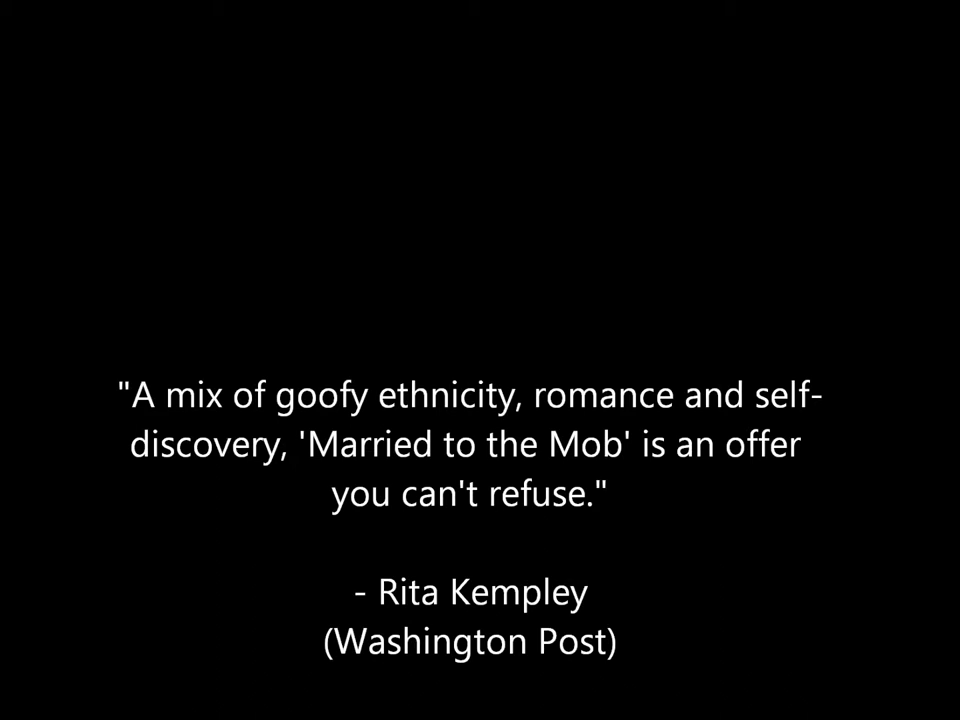 "A mix of goofy ethnicity, romance and self-
discovery, 'Married to the Mob' is an offer
you can't refuse."
- Rita Kempley
(Washington Post)